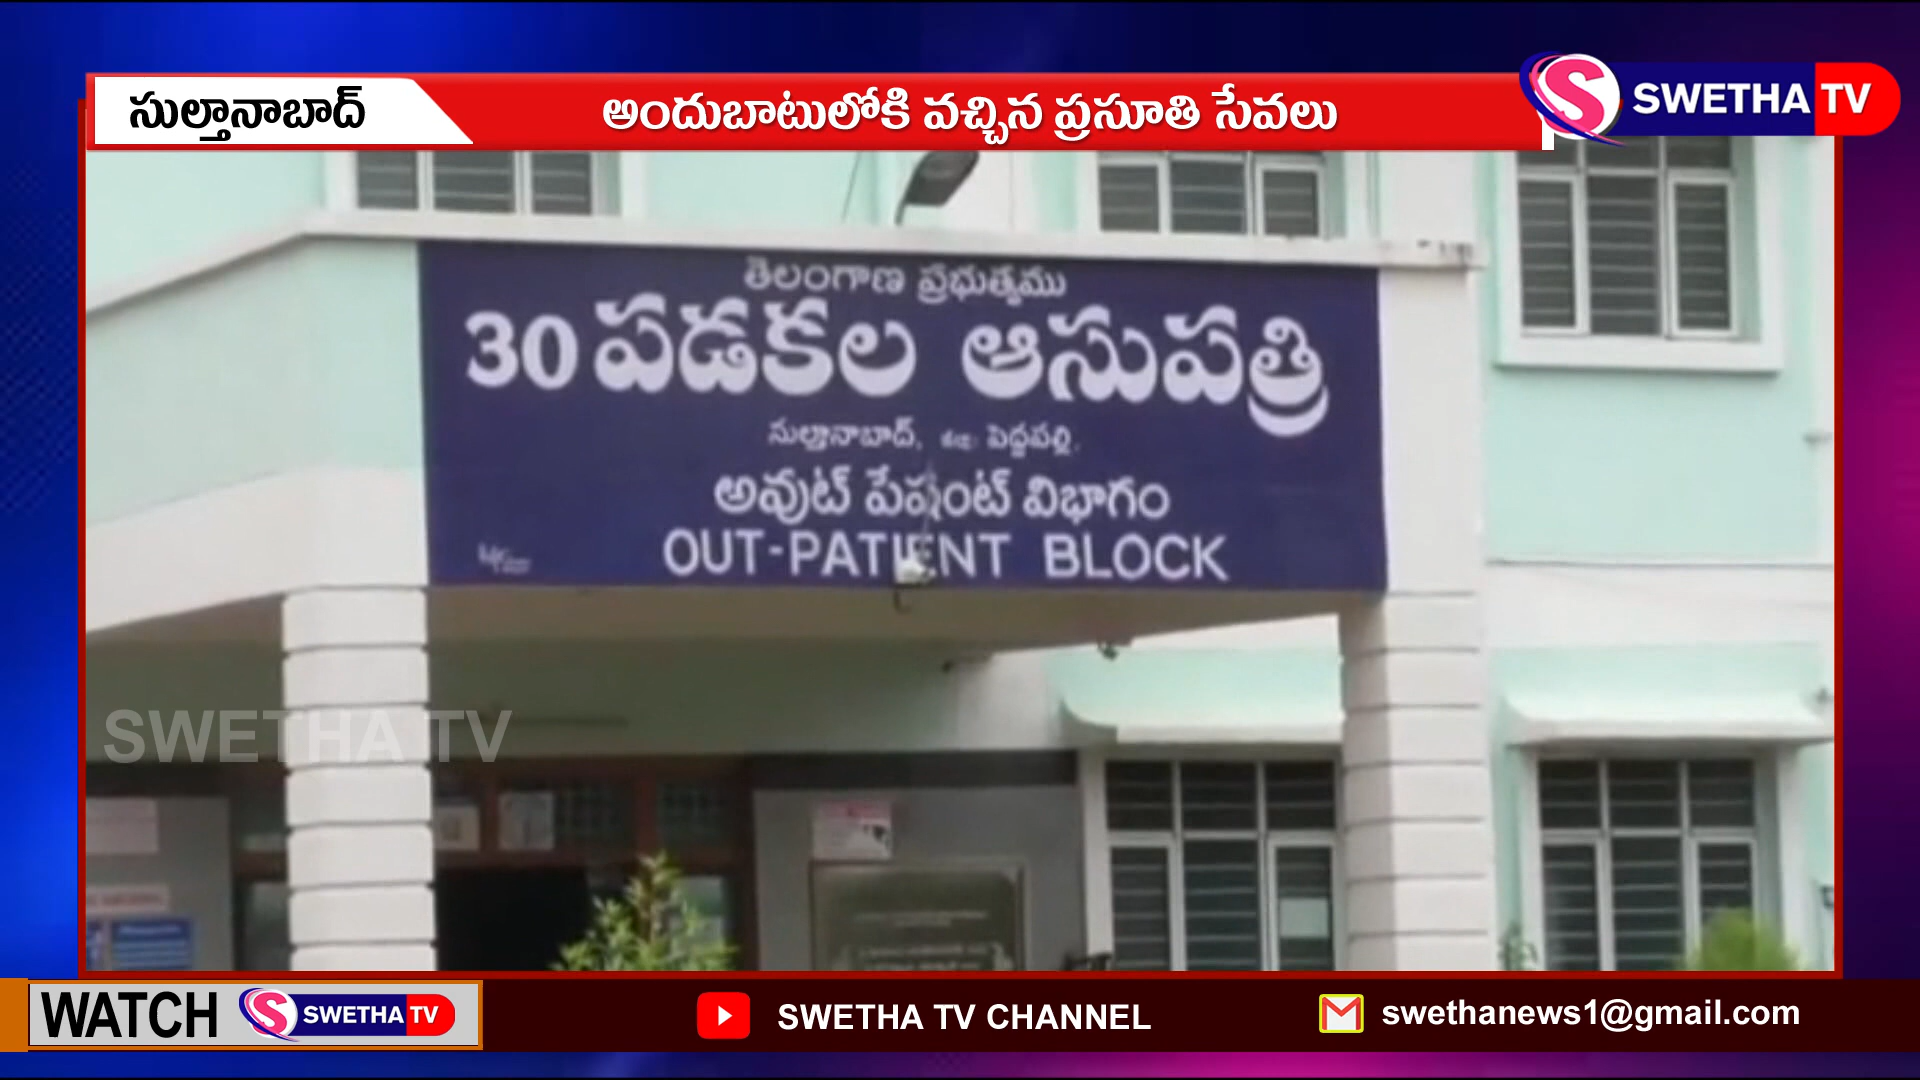 సుల్తానాబాద్
అందుబాటులోకి వచ్చిన ప్రసూతి సేవలు
S SWETHA TV
తెలంగాణ ప్రభుత్వము
30 పడకల ఆసుపత్రి
సుల్తానాబాద్, జిల్లా: పెద్దపల్లి.
అవుట్ పేషంట్ విభాగం
OUT-PATIENT BLOCK
SWETHA TV
WATCH S SWETHA TV
SWETHA TV CHANNEL
swethanews1@gmail.com